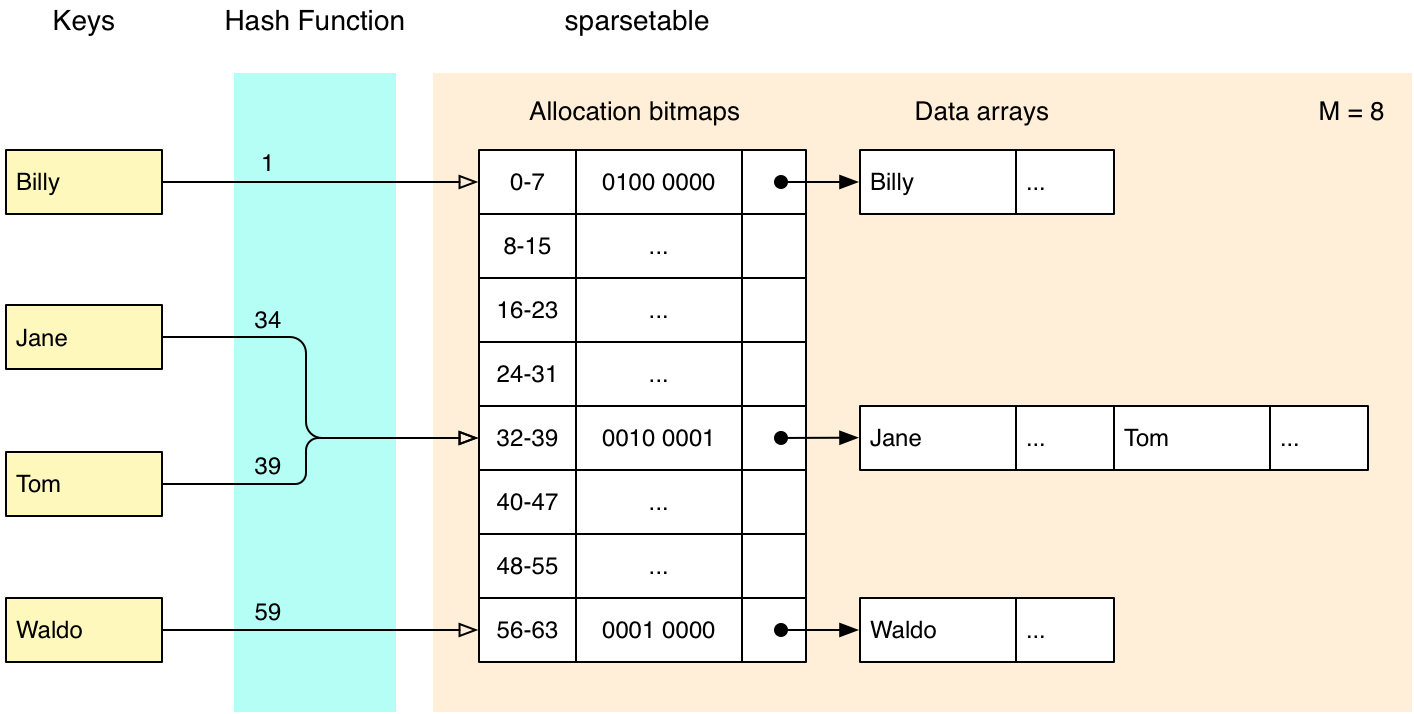 Keys Hash Function sparsetable
Allocation bitmaps Data arrays M = 8
Billy 1 0-7 0100 0000 Billy ...
8-15 ...
16-23 ...
Jane 34
24-31 ...
32-39 0010 0001 Jane ... Tom ...
Tom 39
40-47 ...
48-55 ...
Waldo 59 56-63 0001 0000 Waldo ...